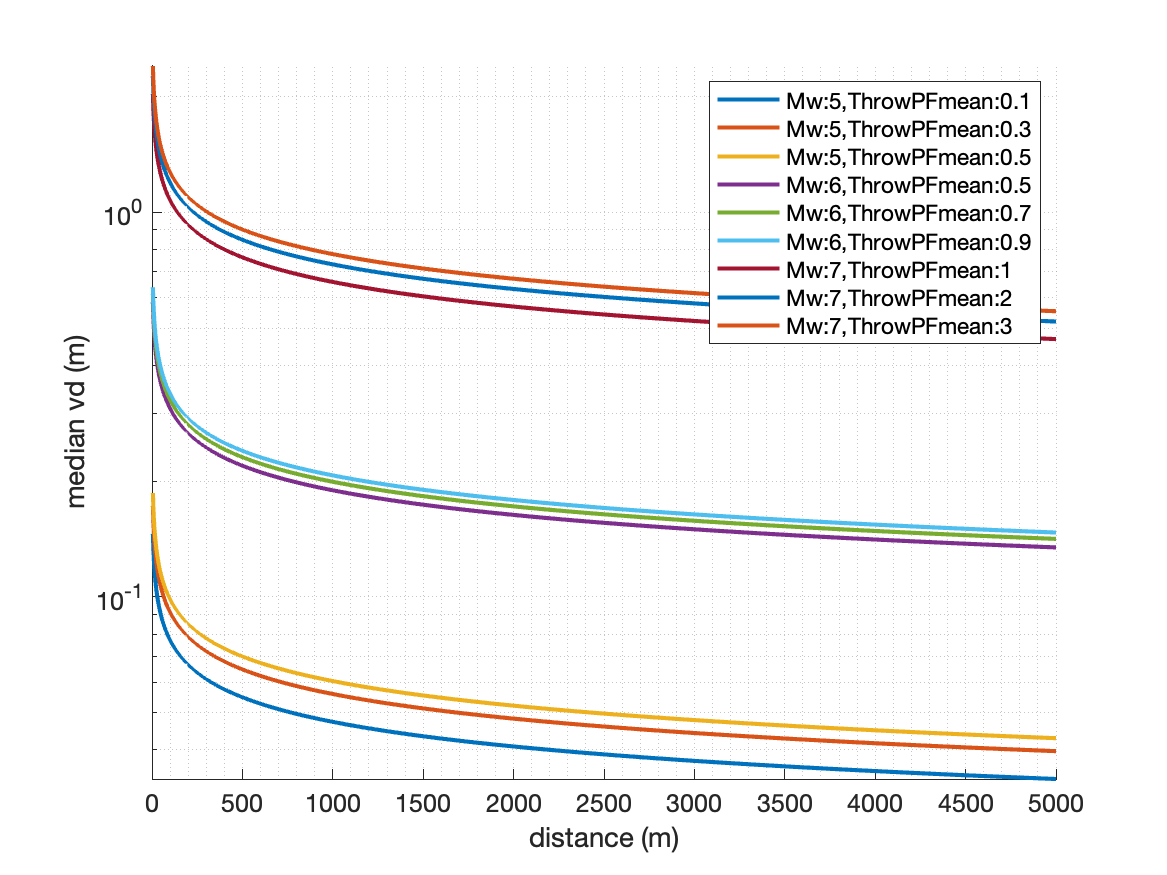 Mw:5,ThrowPFmean:0.1
Mw:5,ThrowPFmean:0.3
Mw:5,ThrowPFmean:0.5
Mw:6,ThrowPFmean:0.5
Mw:6,ThrowPFmean:0.7
Mw:6,ThrowPFmean:0.9
Mw:7,ThrowPFmean:1
Mw:7,ThrowPFmean:2
Mw:7,ThrowPFmean:3
10⁰
10⁻¹
median vd (m)
0 500 1000 1500 2000 2500 3000 3500 4000 4500 5000
distance (m)